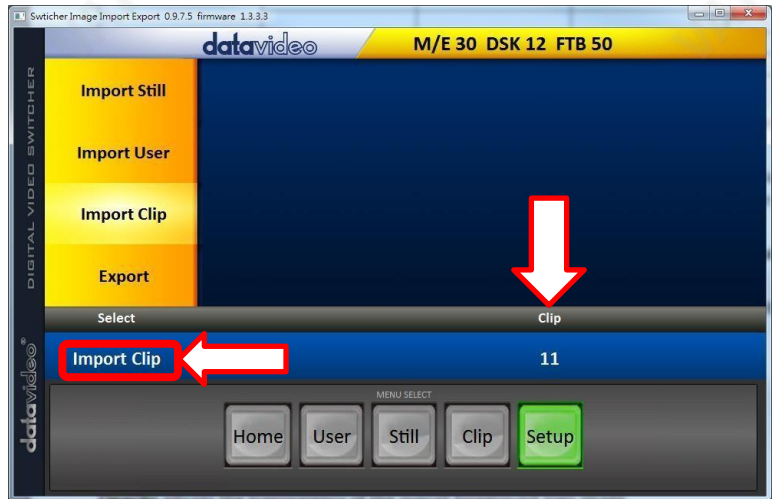 Swticher Image Import Export 0.9.7.5 firmware 1.3.3.3
datavideo
M/E 30 DSK 12 FTB 50
DIGITAL VIDEO SWITCHER
Import Still
Import User
Import Clip
Export
Select
Clip
Import Clip
11
datavideo®
MENU SELECT
Home
User
Still
Clip
Setup